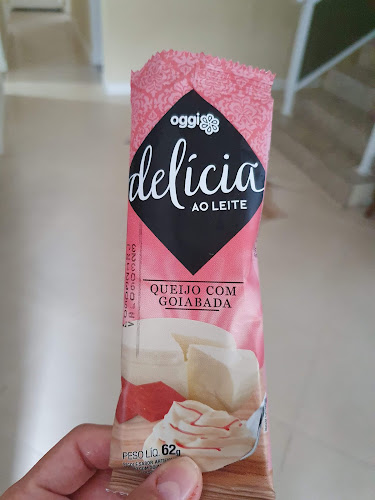 oggi
delícia
AO LEITE
QUEIJO COM
GOIABADA
PESO LÍQ. 62g